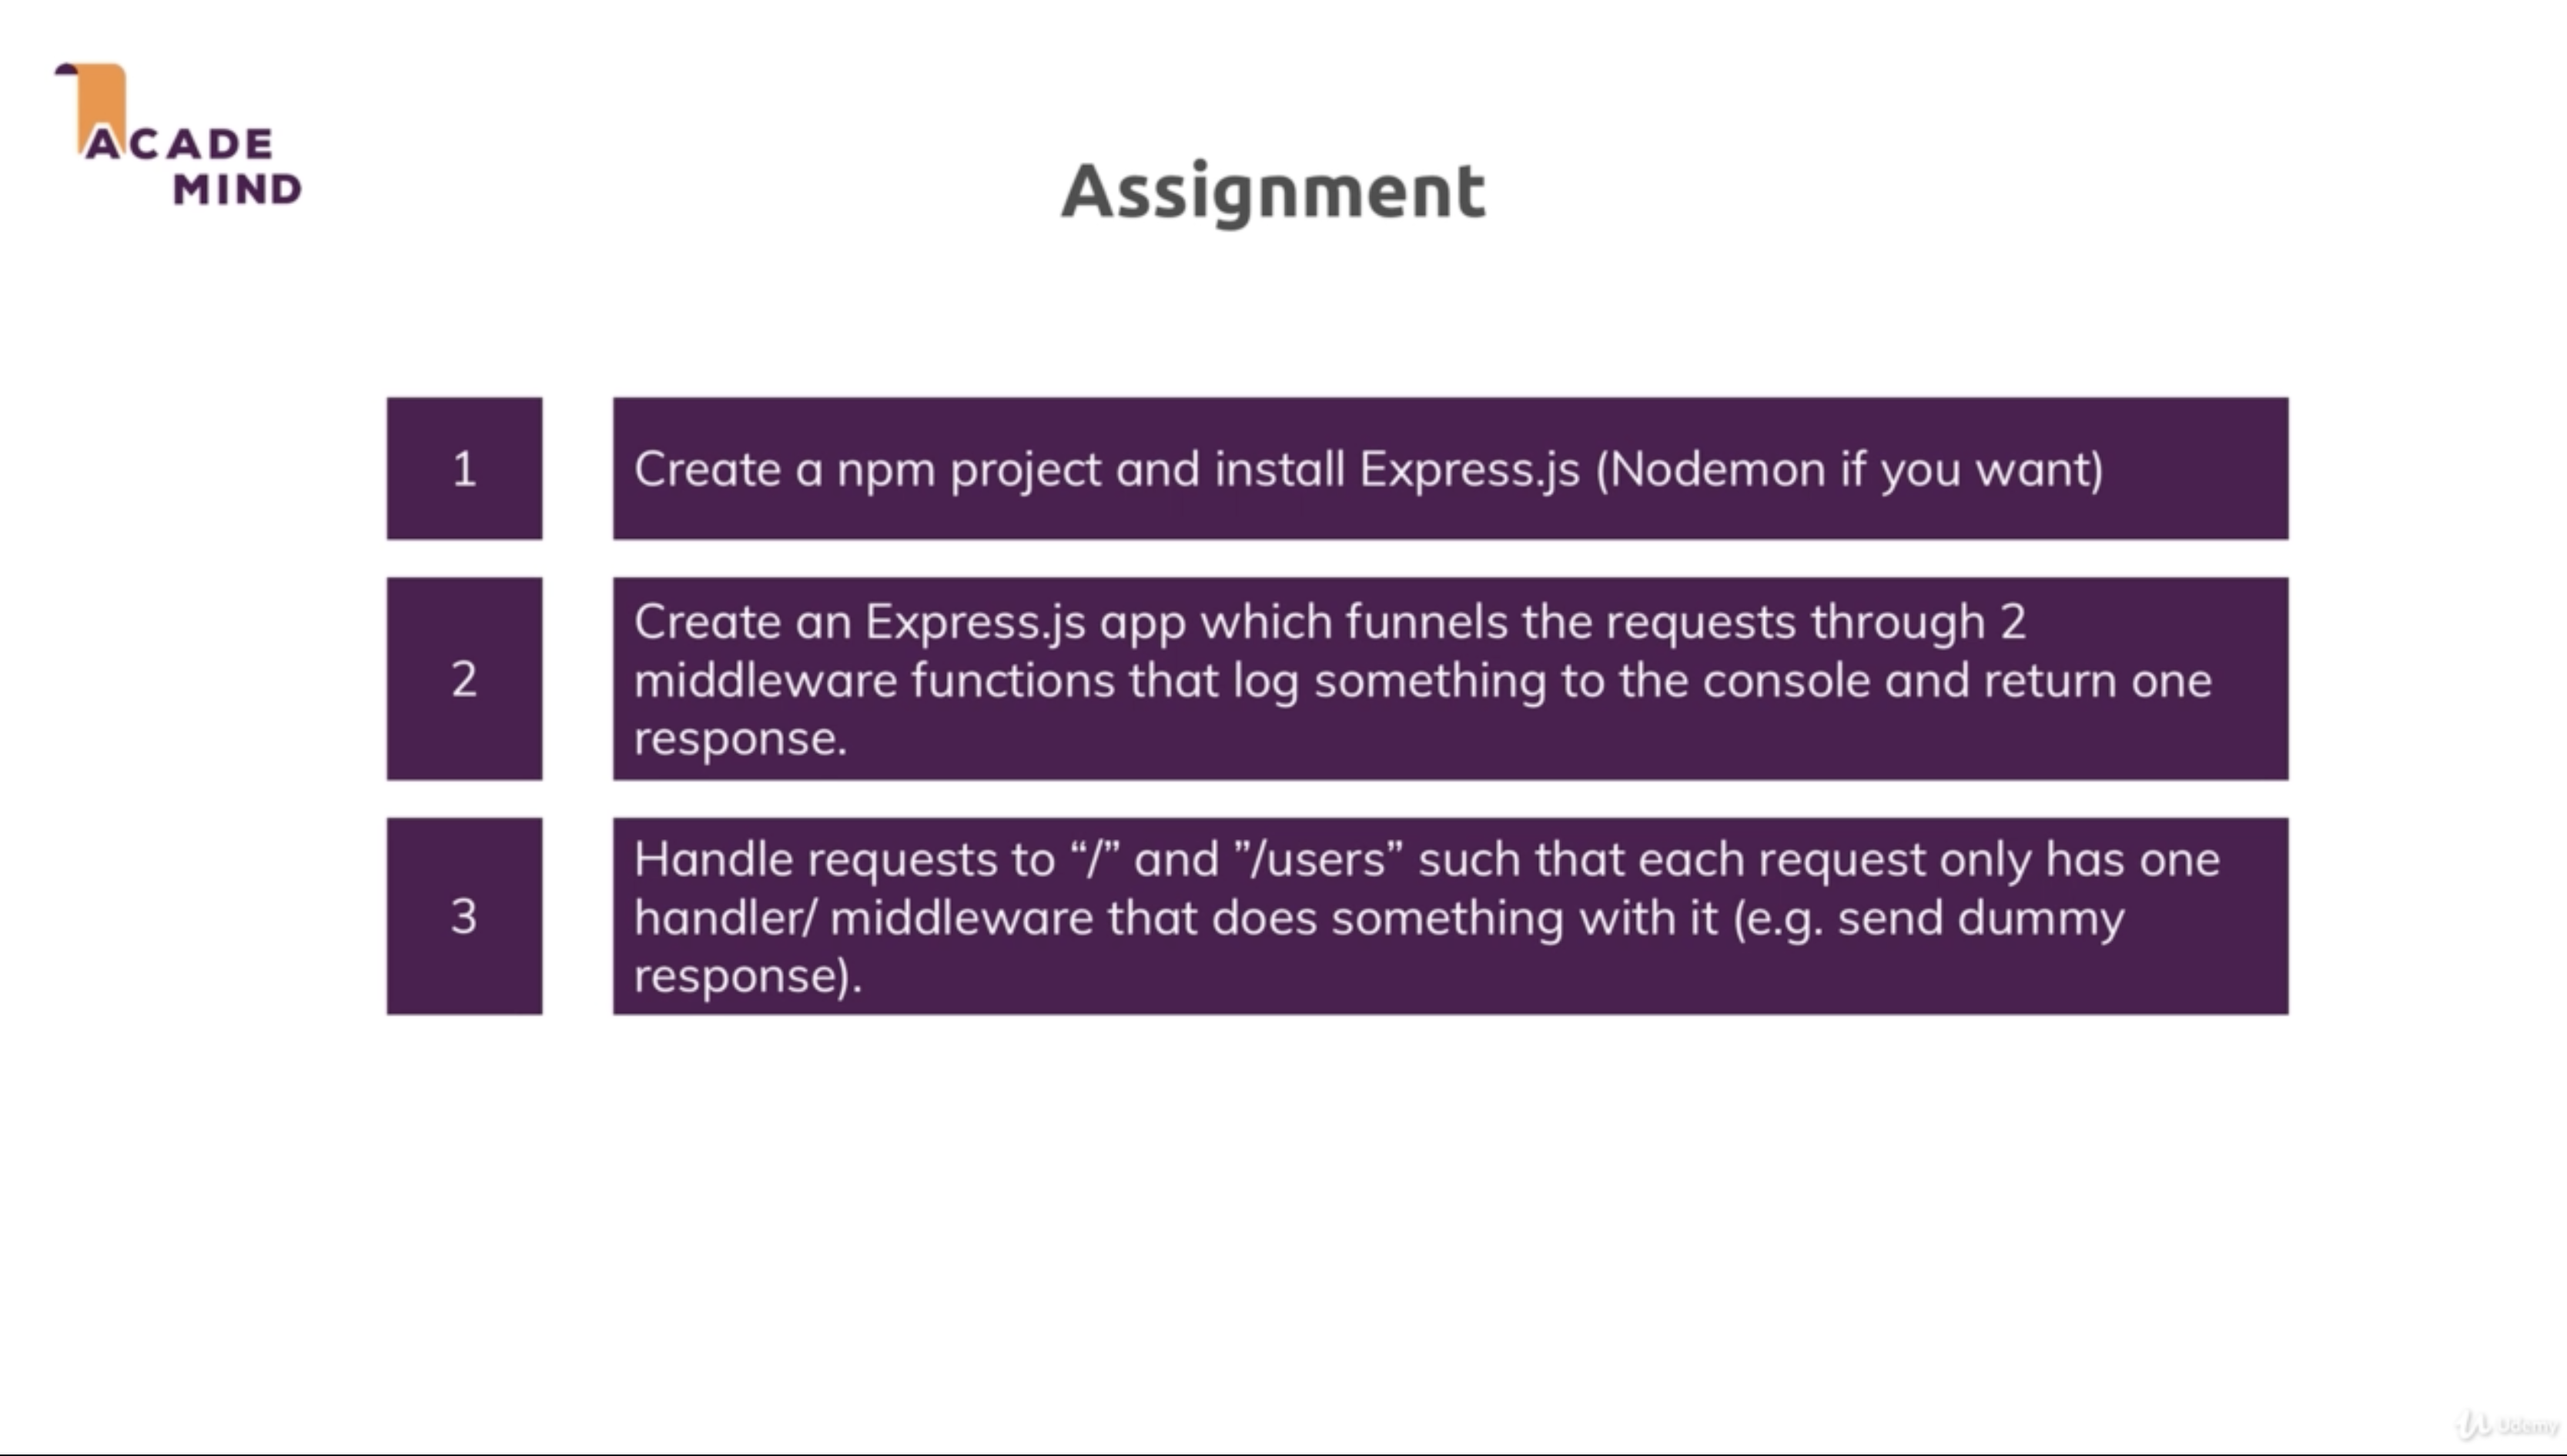 ACADE
MIND
Assignment
1
Create a npm project and install Express.js (Nodemon if you want)
2
Create an Express.js app which funnels the requests through 2
middleware functions that log something to the console and return one
response.
3
Handle requests to “/” and ”/users” such that each request only has one
handler/ middleware that does something with it (e.g. send dummy
response).
Udemy